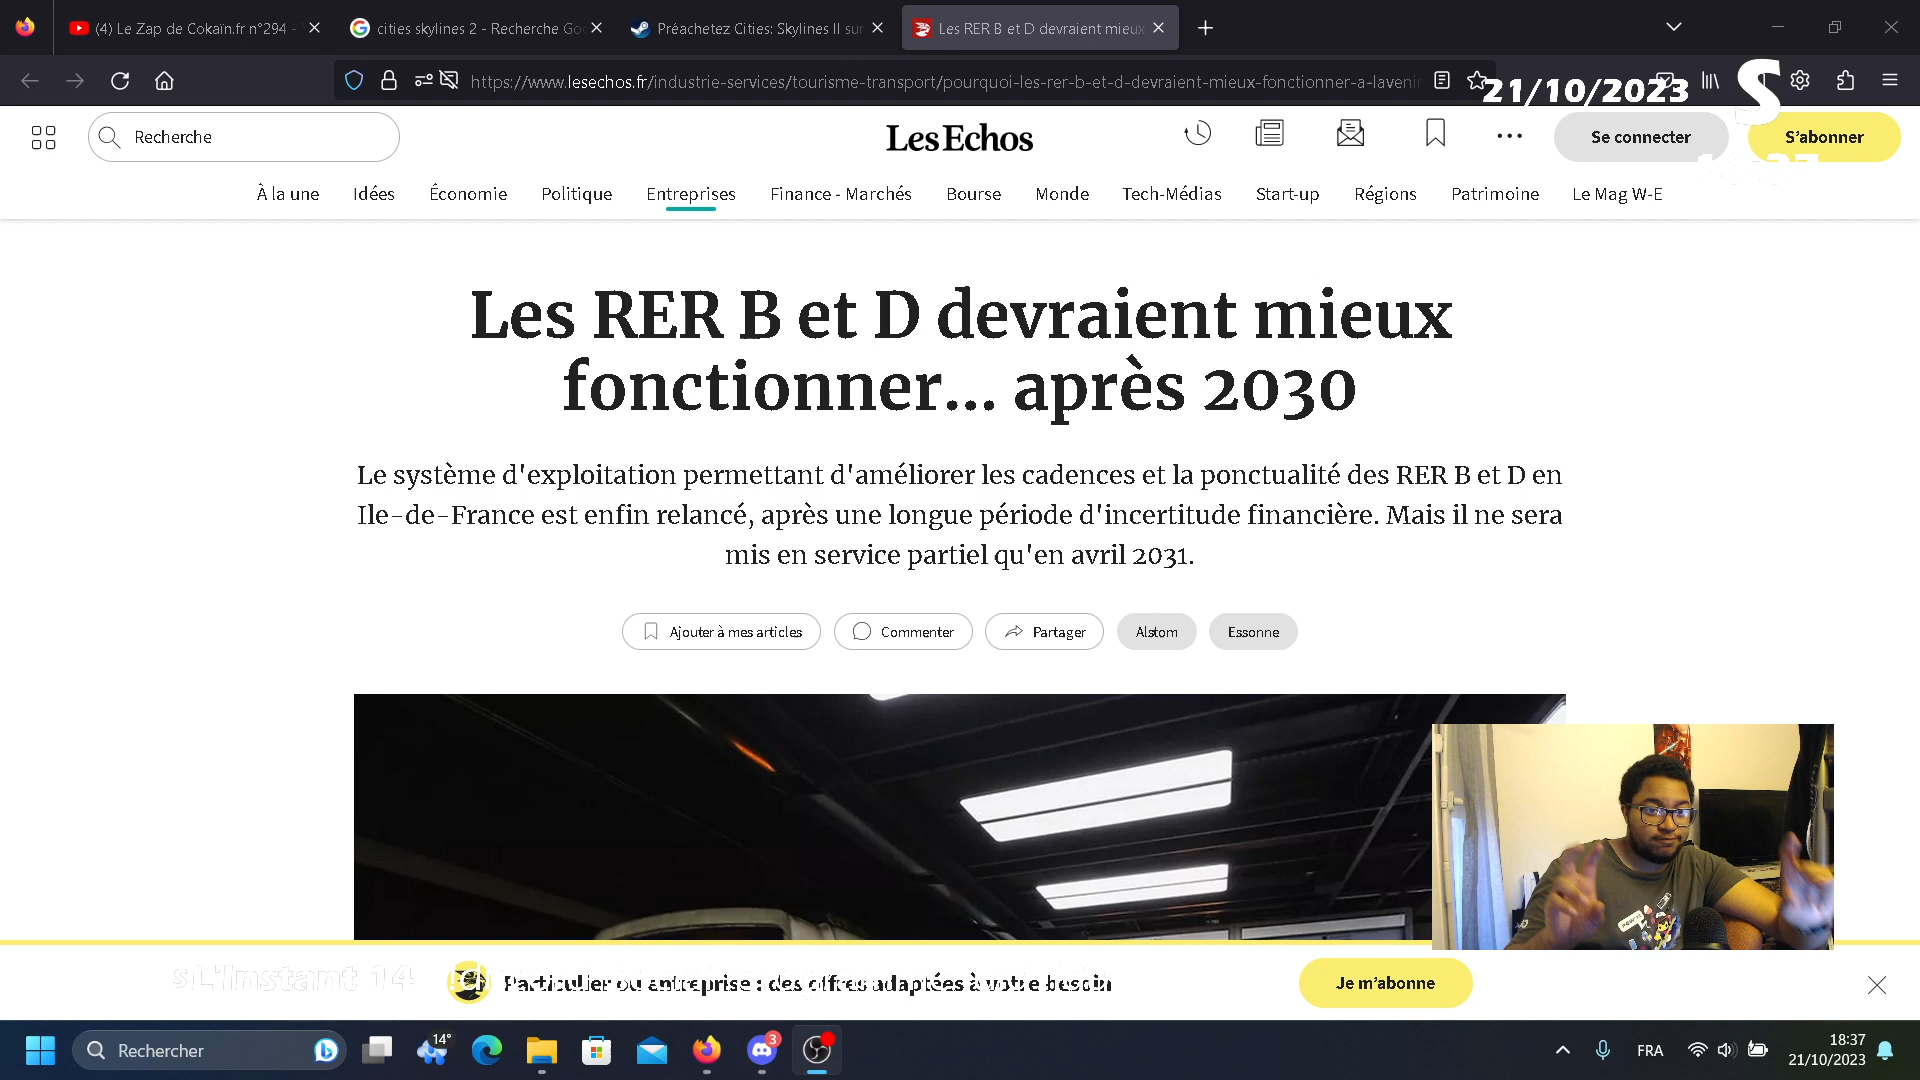 (4) Le Zap de Cokaïn.fr n°294 -
cities skylines 2 - Recherche Goo
Préachetez Cities: Skylines II sur
Les RER B et D devraient mieux
https://www.lesechos.fr/industrie-services/tourisme-transport/pourquoi-les-rer-b-et-d-devraient-mieux-fonctionner-a-lavenir
21/10/2023
S
Recherche
Les Echos
Se connecter
S'abonner
À la une
Idées
Économie
Politique
Entreprises
Finance - Marchés
Bourse
Monde
Tech-Médias
Start-up
Régions
Patrimoine
Le Mag W-E
Les RER B et D devraient mieux
fonctionner... après 2030
Le système d'exploitation permettant d'améliorer les cadences et la ponctualité des RER B et D en
Ile-de-France est enfin relancé, après une longue période d'incertitude financière. Mais il ne sera
mis en service partiel qu'en avril 2031.
Ajouter à mes articles
Commenter
Partager
Alstom
Essonne
sL'Instant 14
Particulier ou entreprise : des offres adaptées à votre besoin
Je m'abonne
Rechercher
14°
3
FRA
18:37
21/10/2023